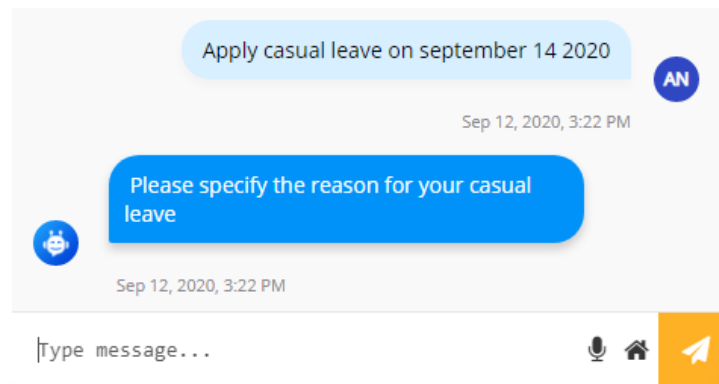 Apply casual leave on september 14 2020
AN
Sep 12, 2020, 3:22 PM
Please specify the reason for your casual
leave
Sep 12, 2020, 3:22 PM
Type message...